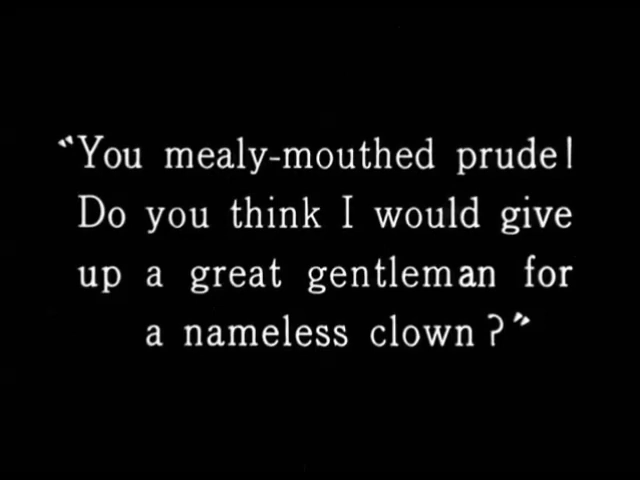 “You mealy-mouthed prude!
Do you think I would give
up a great gentleman for
a nameless clown?”